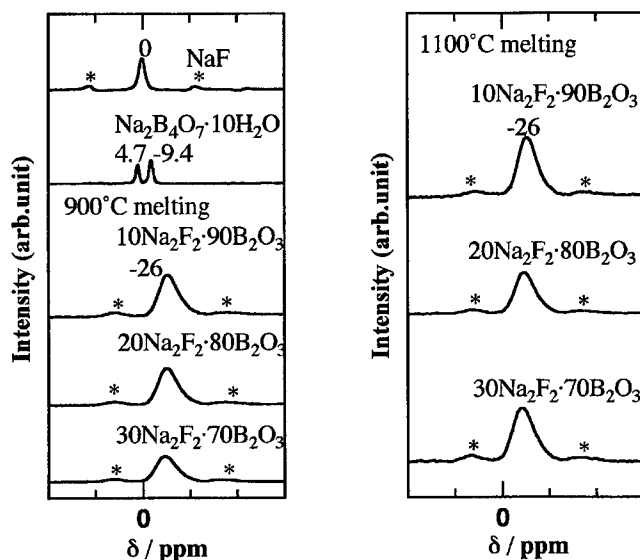 Intensity (arb.unit)
0
NaF
*
*
Na₂B₄O₇·10H₂O
4.7 -9.4
900°C melting
10Na₂F₂·90B₂O₃
-26
*
*
20Na₂F₂·80B₂O₃
*
*
30Na₂F₂·70B₂O₃
*
*
0
δ / ppm
Intensity (arb.unit)
1100°C melting
10Na₂F₂·90B₂O₃
-26
*
*
20Na₂F₂·80B₂O₃
*
*
30Na₂F₂·70B₂O₃
*
*
0
δ / ppm